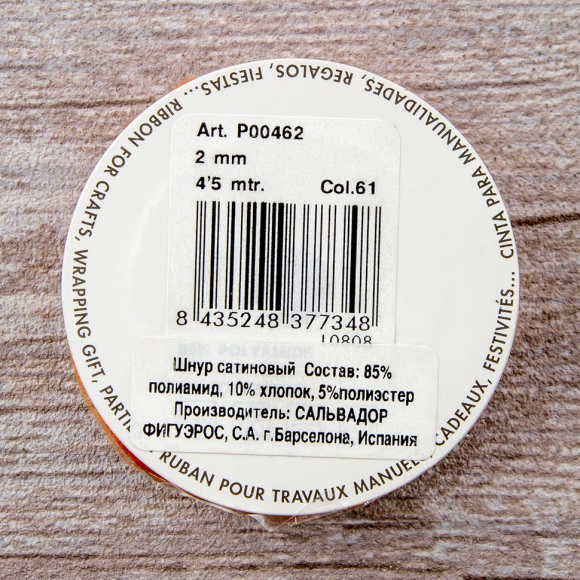 RIBBON FOR CRAFTS, WRAPPING GIFT,
RUBAN POUR TRAVAUX MANUELS, CADEAUX, FESTIVITÉS...
CINTA PARA MANUALIDADES, REGALOS, FIESTAS...
Art. P00462
2 mm
4'5 mtr. Col.61
8 435248 377348
10808
POLYAMIDE
Шнур сатиновый Состав: 85%
полиамид, 10% хлопок, 5%полиэстер
Производитель: САЛЬВАДОР
ФИГУЭРОС, С.А. г.Барселона, Испания